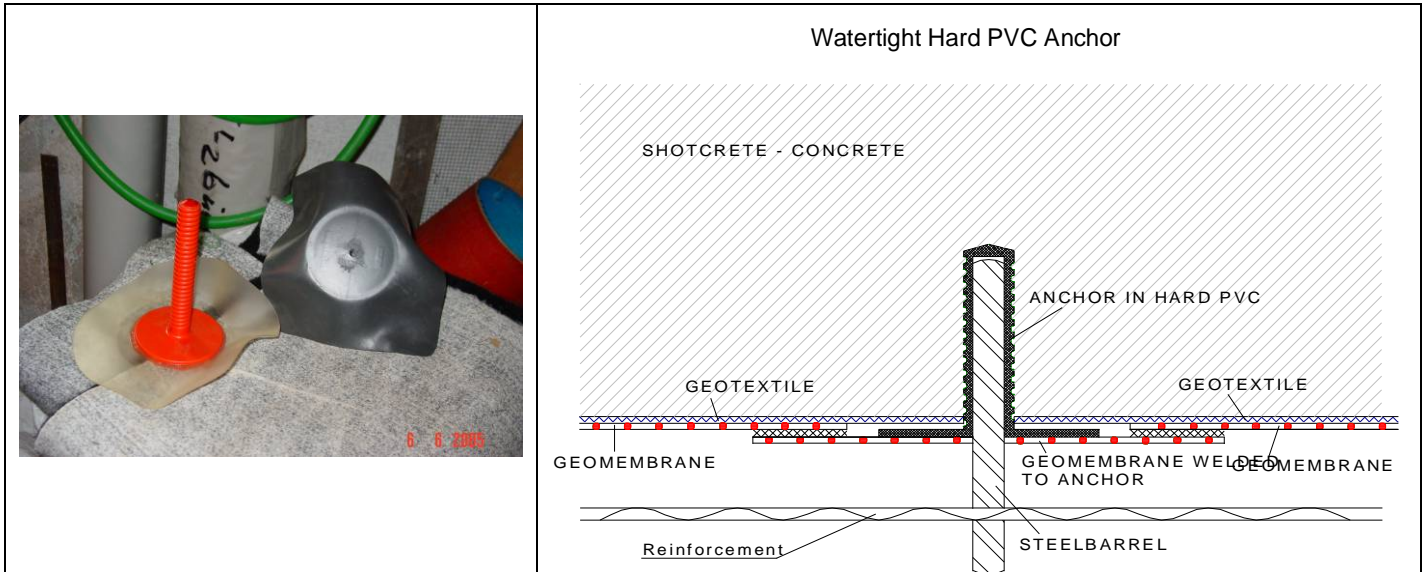 Watertight Hard PVC Anchor
SHOTCRETE - CONCRETE
ANCHOR IN HARD PVC
GEOTEXTILE
GEOTEXTILE
GEOMEMBRANE
GEOMEMBRANE WELDED
TO ANCHOR
GEOMEMBRANE
Reinforcement
STEELBARREL
6 6 2005